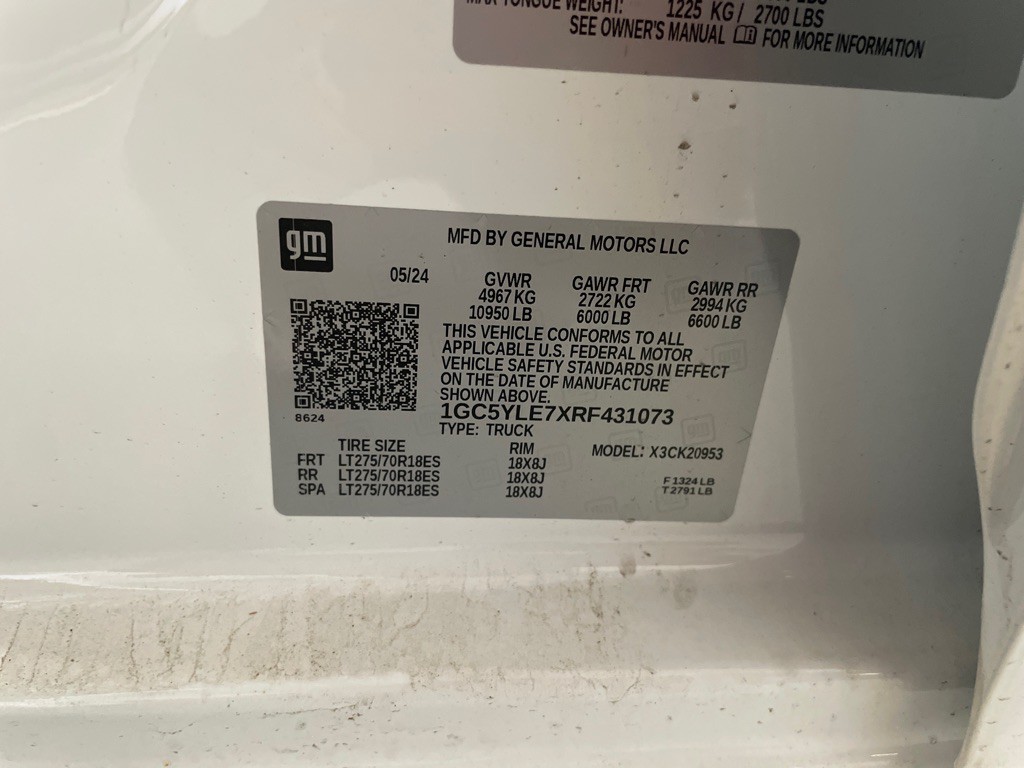 MAX TONGUE WEIGHT: 1225 KG / 2700 LBS
SEE OWNER'S MANUAL FOR MORE INFORMATION
gm
MFD BY GENERAL MOTORS LLC
05/24 GVWR GAWR FRT GAWR RR
4967 KG 2722 KG 2994 KG
10950 LB 6000 LB 6600 LB
THIS VEHICLE CONFORMS TO ALL
APPLICABLE U.S. FEDERAL MOTOR
VEHICLE SAFETY STANDARDS IN EFFECT
ON THE DATE OF MANUFACTURE
SHOWN ABOVE.
8624
1GC5YLE7XRF431073
TYPE: TRUCK
TIRE SIZE RIM MODEL: X3CK20953
FRT LT275/70R18ES 18X8J
RR LT275/70R18ES 18X8J
SPA LT275/70R18ES 18X8J
F 1324 LB
T 2791 LB